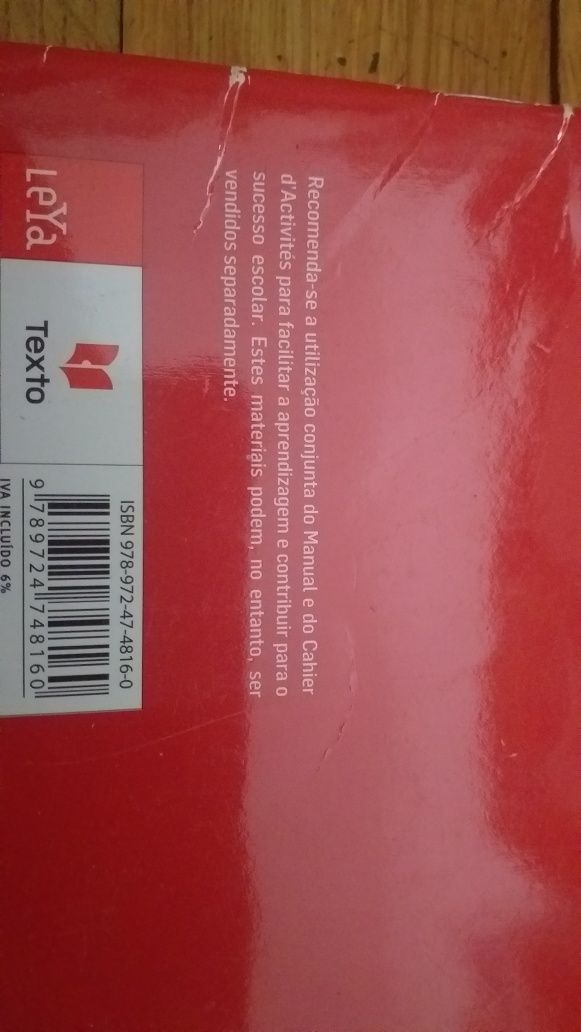 Recomenda-se a utilização conjunta do Manual e do Cahier
d'Activités para facilitar a aprendizagem e contribuir para o
sucesso escolar. Estes materiais podem, no entanto, ser
vendidos separadamente.
LeYa
Texto
ISBN 978-972-47-4816-0
9 789724 748160
IVA INCLUÍDO 6%